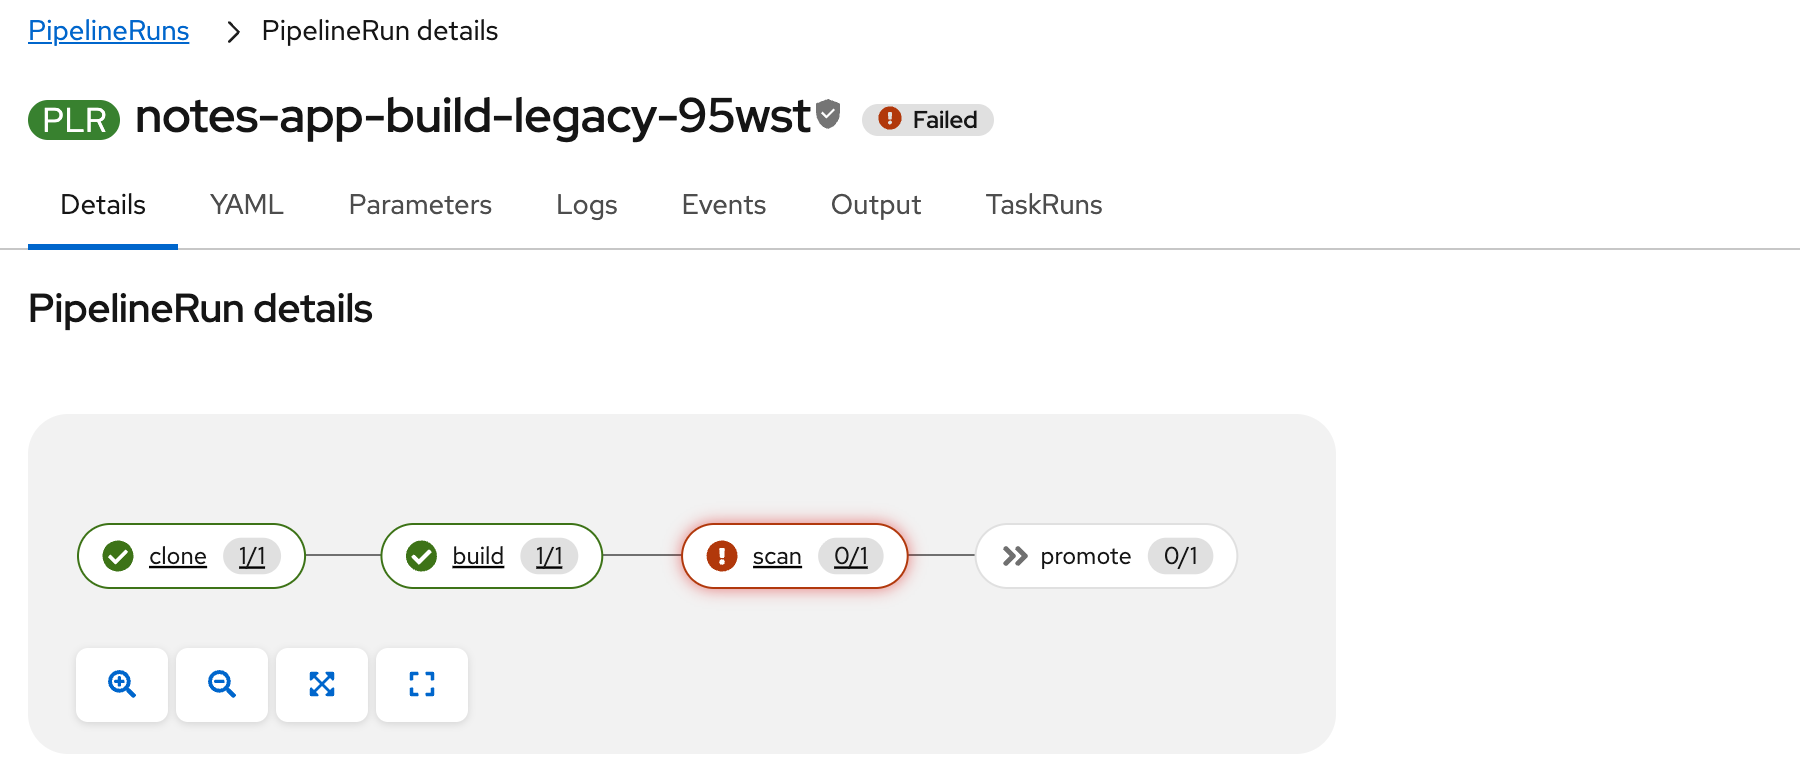 PipelineRuns > PipelineRun details
PLR notes-app-build-legacy-95wst Failed
Details YAML Parameters Logs Events Output TaskRuns
PipelineRun details
clone 1/1 build 1/1 scan 0/1 promote 0/1